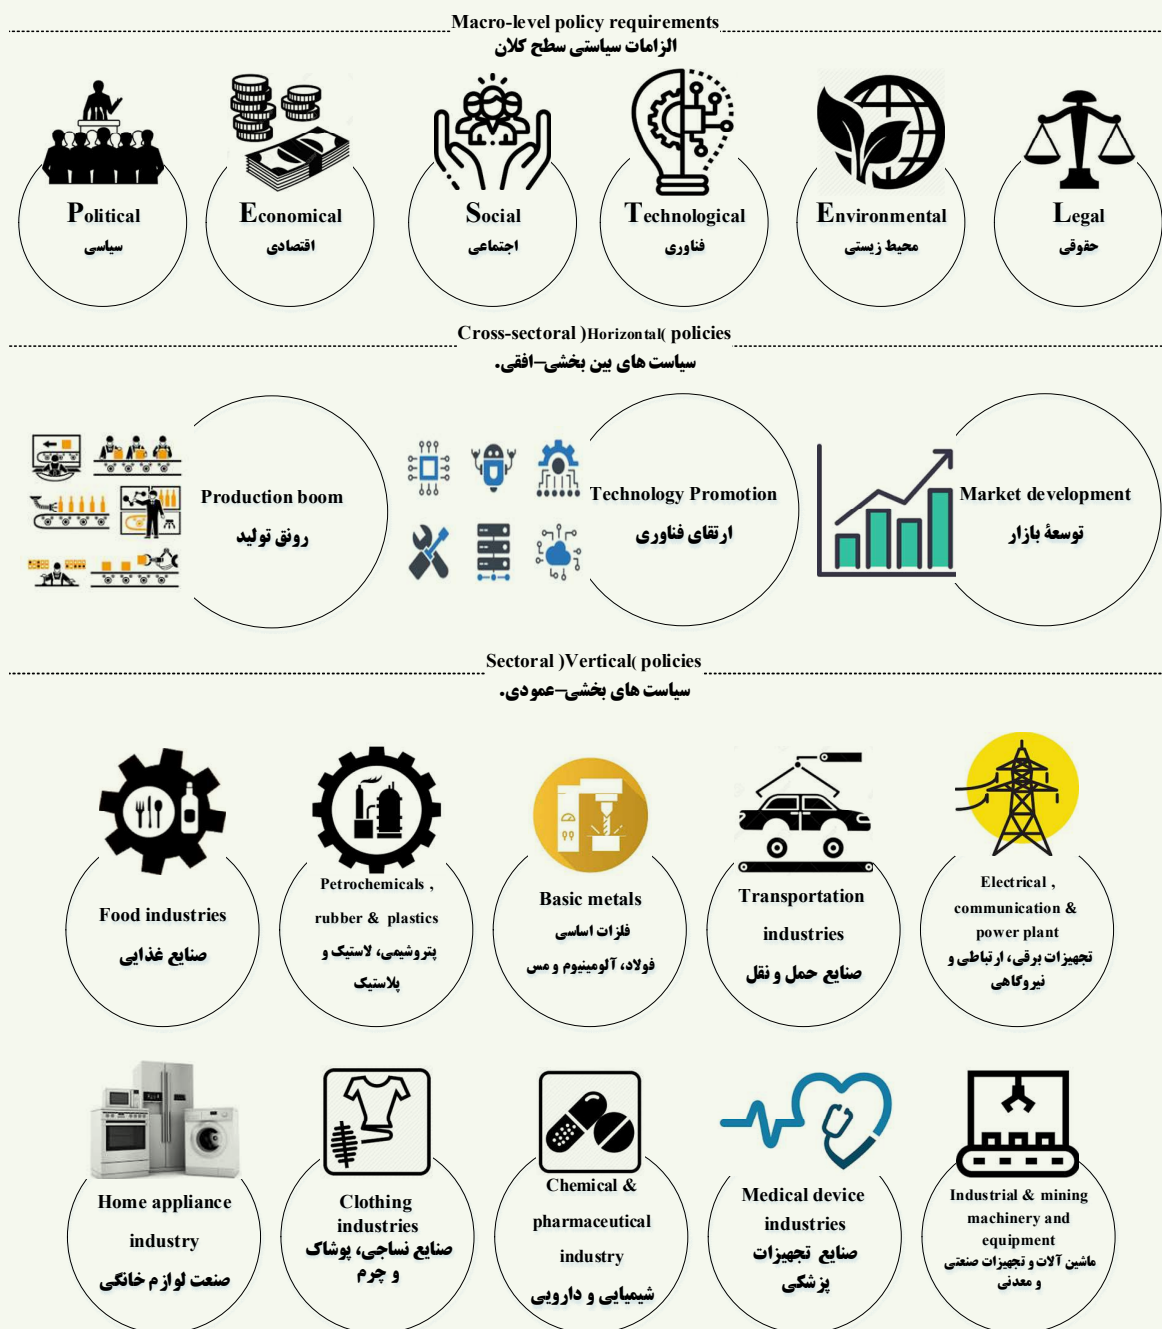 Macro-level policy requirements
الزامات سیاستی سطح کلان
Political
سیاسی
Economical
اقتصادی
Social
اجتماعی
Technological
فناوری
Environmental
محیط زیستی
Legal
حقوقی
Cross-sectoral )Horizontal( policies
سیاست های بین بخشی–افقی.
Production boom
رونق تولید
Technology Promotion
ارتقای فناوری
Market development
توسعهٔ بازار
Sectoral )Vertical( policies
سیاست های بخشی–عمودی.
Food industries
صنایع غذایی
Petrochemicals ,
rubber & plastics
پتروشیمی، لاستیک و
پلاستیک
Basic metals
فلزات اساسی
فولاد، آلومینیوم و مس
Transportation
industries
صنایع حمل و نقل
Electrical ,
communication &
power plant
تجهیزات برقی، ارتباطی و
نیروگاهی
Home appliance
industry
صنعت لوازم خانگی
Clothing
industries
صنایع نساجی، پوشاک
و چرم
Chemical &
pharmaceutical
industry
شیمیایی و دارویی
Medical device
industries
صنایع تجهیزات
پزشکی
Industrial & mining
machinery and
equipment
ماشین آلات و تجهیزات صنعتی
و معدنی